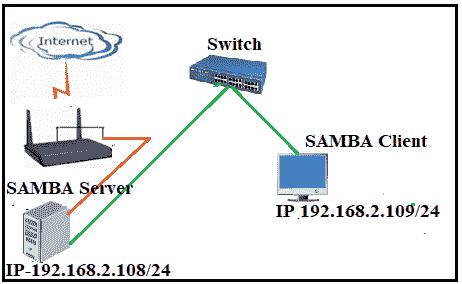 Internet
Switch
SAMBA Client
SAMBA Server
IP 192.168.2.109/24
IP-192.168.2.108/24